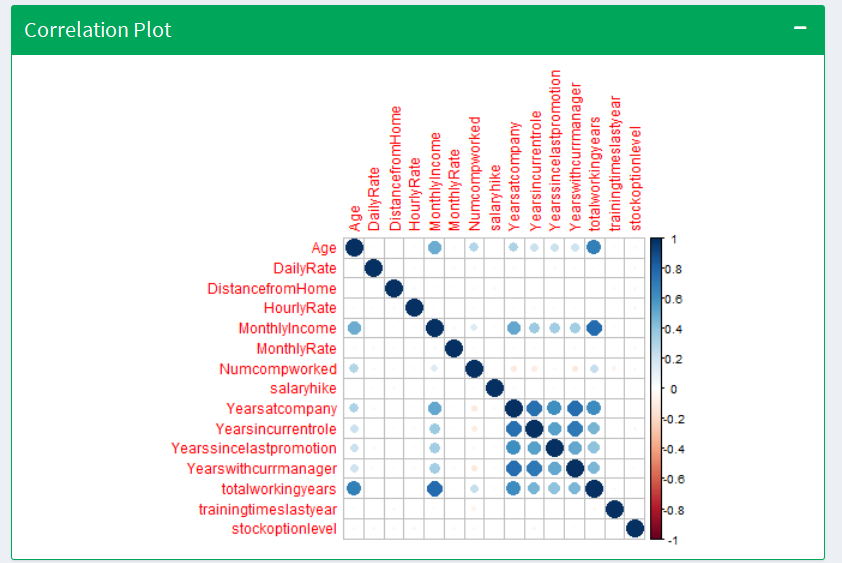 Correlation Plot
Age
DailyRate
DistancefromHome
HourlyRate
MonthlyIncome
MonthlyRate
Numcompworked
salaryhike
Yearsatcompany
Yearsincurrentrole
Yearssincelastpromotion
Yearswithcurrmanager
totalworkingyears
trainingtimeslastyear
stockoptionlevel
Age
DailyRate
DistancefromHome
HourlyRate
MonthlyIncome
MonthlyRate
Numcompworked
salaryhike
Yearsatcompany
Yearsincurrentrole
Yearssincelastpromotion
Yearswithcurrmanager
totalworkingyears
trainingtimeslastyear
stockoptionlevel
1
0.8
0.6
0.4
0.2
0
-0.2
-0.4
-0.6
-0.8
-1